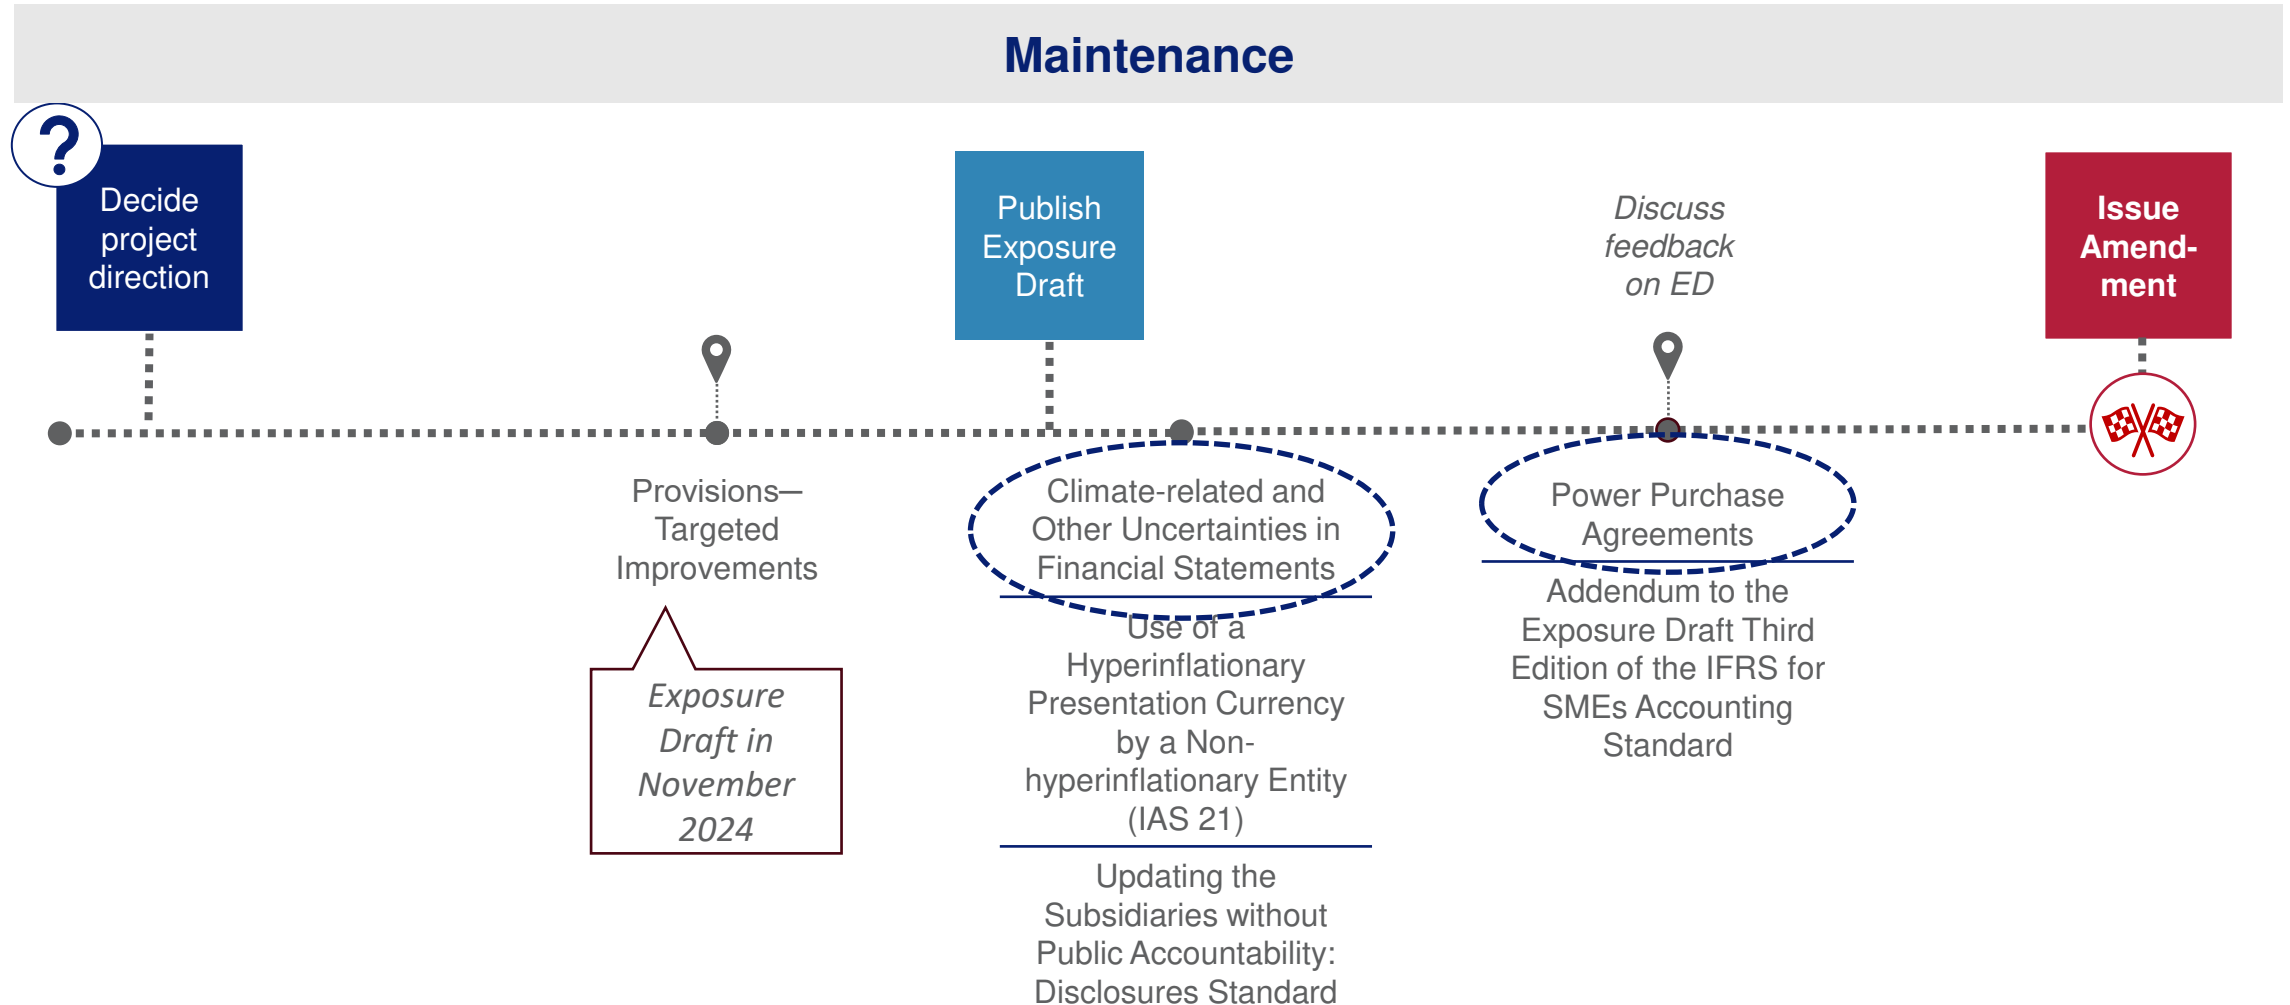 Maintenance
?
Decide
project
direction
Publish
Exposure
Draft
Discuss
feedback
on ED
Issue
Amend-
ment
Provisions—
Targeted
Improvements
Exposure
Draft in
November
2024
Climate-related and
Other Uncertainties in
Financial Statements
Use of a
Hyperinflationary
Presentation Currency
by a Non-
hyperinflationary Entity
(IAS 21)
Updating the
Subsidiaries without
Public Accountability:
Disclosures Standard
Power Purchase
Agreements
Addendum to the
Exposure Draft Third
Edition of the IFRS for
SMEs Accounting
Standard